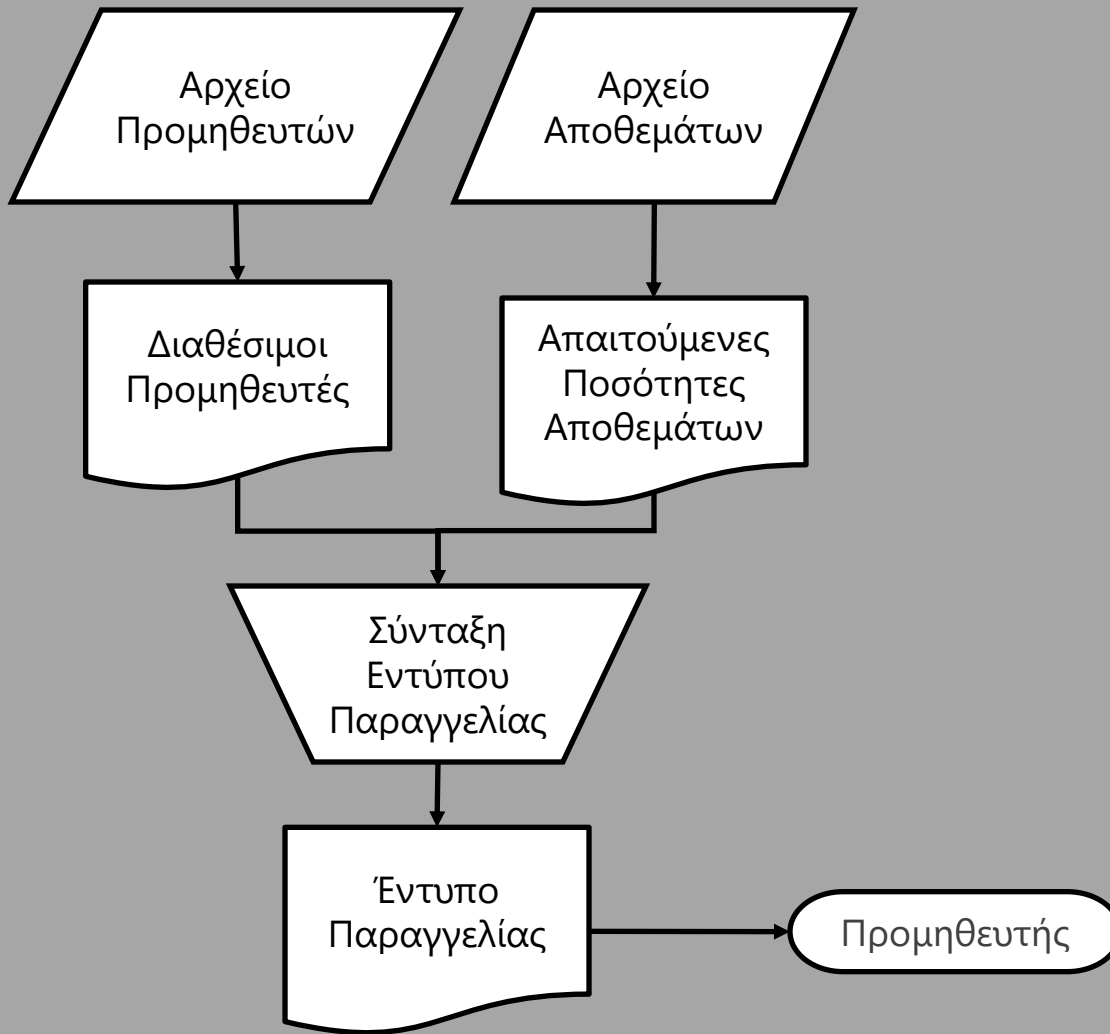 Αρχείο
Προμηθευτών
Αρχείο
Αποθεμάτων
Διαθέσιμοι
Προμηθευτές
Απαιτούμενες
Ποσότητες
Αποθεμάτων
Σύνταξη
Εντύπου
Παραγγελίας
Έντυπο
Παραγγελίας
Προμηθευτής